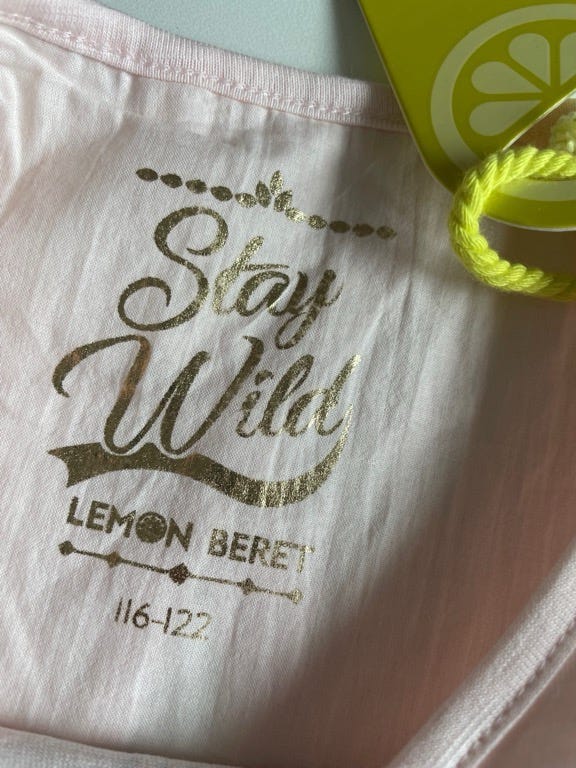 Stay
Wild
LEMON BERET
116-122